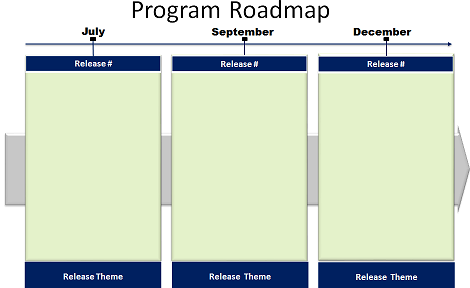 Program Roadmap
July September December
Release # Release # Release #
Release Theme Release Theme Release Theme